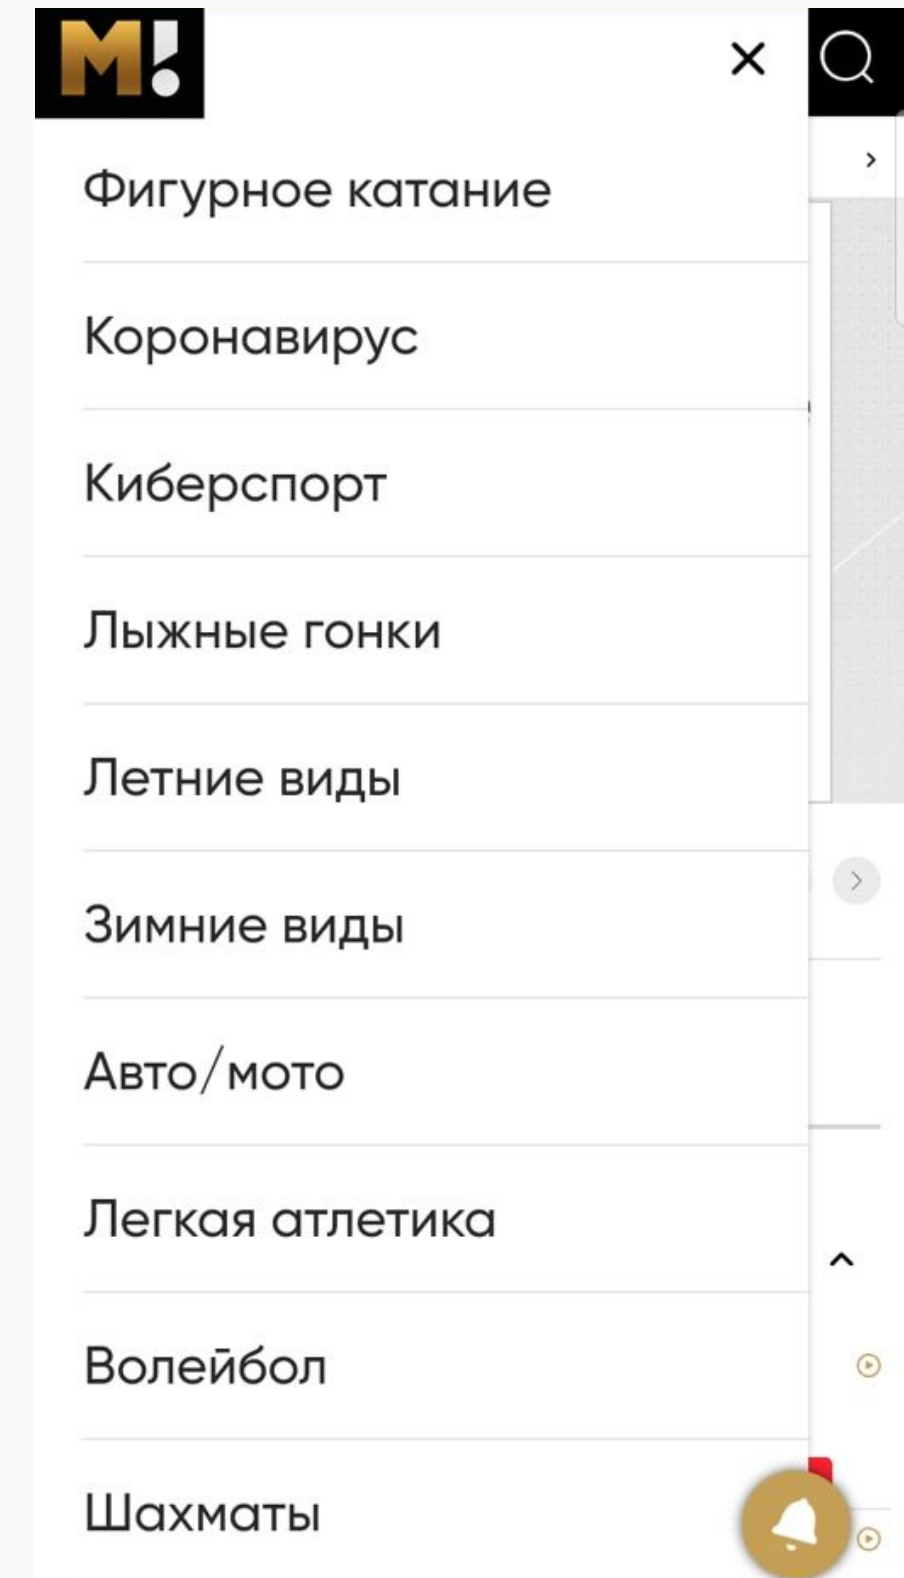 М!
Фигурное катание
Коронавирус
Киберспорт
Лыжные гонки
Летние виды
Зимние виды
Авто/мото
Легкая атлетика
Волейбол
Шахматы